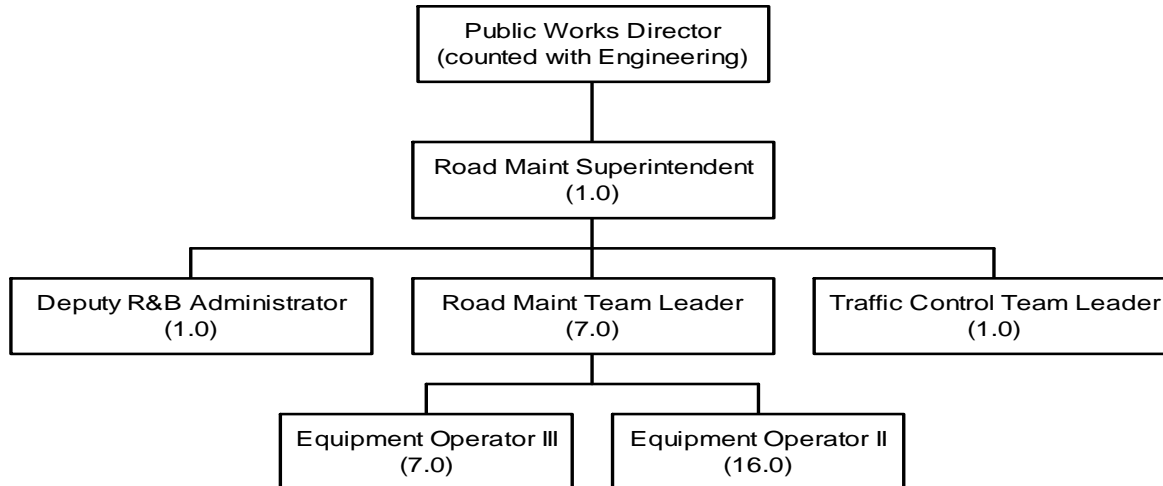 Public Works Director
(counted with Engineering)
Road Maint Superintendent
(1.0)
Deputy R&B Administrator
(1.0)
Road Maint Team Leader
(7.0)
Traffic Control Team Leader
(1.0)
Equipment Operator III
(7.0)
Equipment Operator II
(16.0)